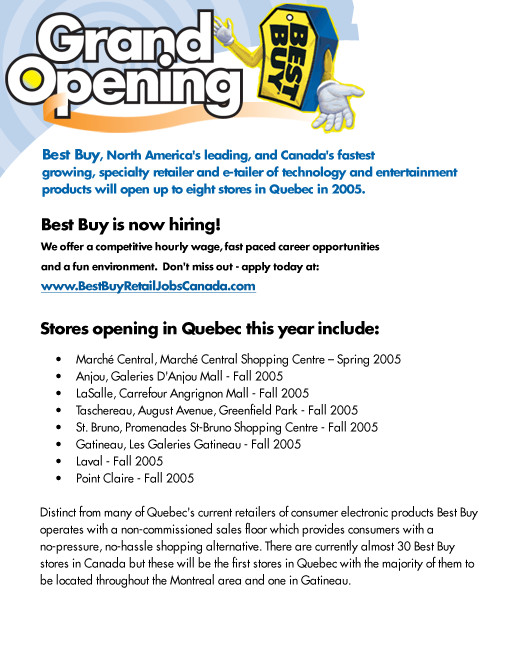 Grand
Opening
BEST
BUY
Best Buy, North America's leading, and Canada's fastest
growing, specialty retailer and e-tailer of technology and entertainment
products will open up to eight stores in Quebec in 2005.
Best Buy is now hiring!
We offer a competitive hourly wage, fast paced career opportunities
and a fun environment. Don't miss out - apply today at:
www.BestBuyRetailJobsCanada.com
Stores opening in Quebec this year include:
• Marché Central, Marché Central Shopping Centre – Spring 2005
• Anjou, Galeries D'Anjou Mall - Fall 2005
• LaSalle, Carrefour Angrignon Mall - Fall 2005
• Taschereau, August Avenue, Greenfield Park - Fall 2005
• St. Bruno, Promenades St-Bruno Shopping Centre - Fall 2005
• Gatineau, Les Galeries Gatineau - Fall 2005
• Laval - Fall 2005
• Point Claire - Fall 2005
Distinct from many of Quebec's current retailers of consumer electronic products Best Buy
operates with a non-commissioned sales floor which provides consumers with a
no-pressure, no-hassle shopping alternative. There are currently almost 30 Best Buy
stores in Canada but these will be the first stores in Quebec with the majority of them to
be located throughout the Montreal area and one in Gatineau.